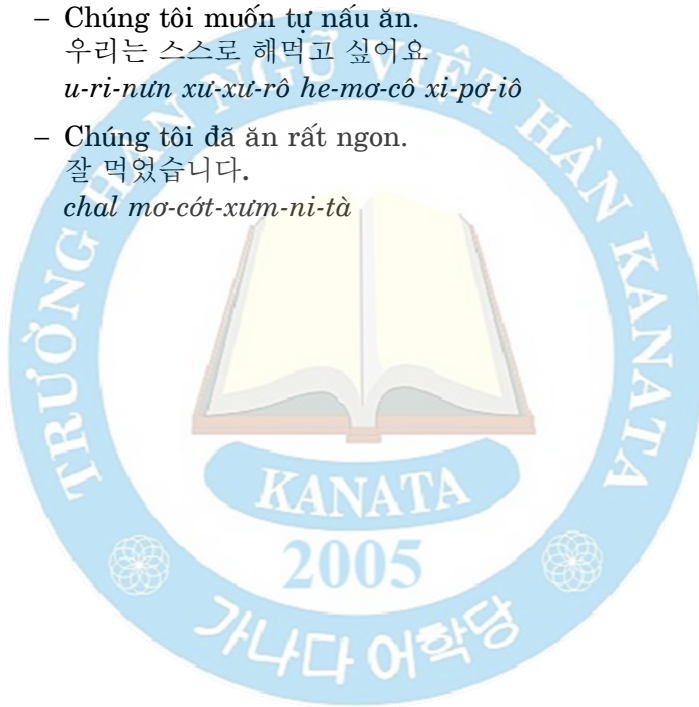 – Chúng tôi muốn tự nấu ăn.
우리는 스스로 해먹고 싶어요
u-ri-nưn xư-xư-rô he-mơ-cô xi-pơ-iô
– Chúng tôi đã ăn rất ngon.
잘 먹었습니다.
chal mơ-cớt-xưm-ni-tà
TRƯỜNG HÀN NGỮ VIỆT HÀN KANATA
KANATA
2005
가나다 어학당